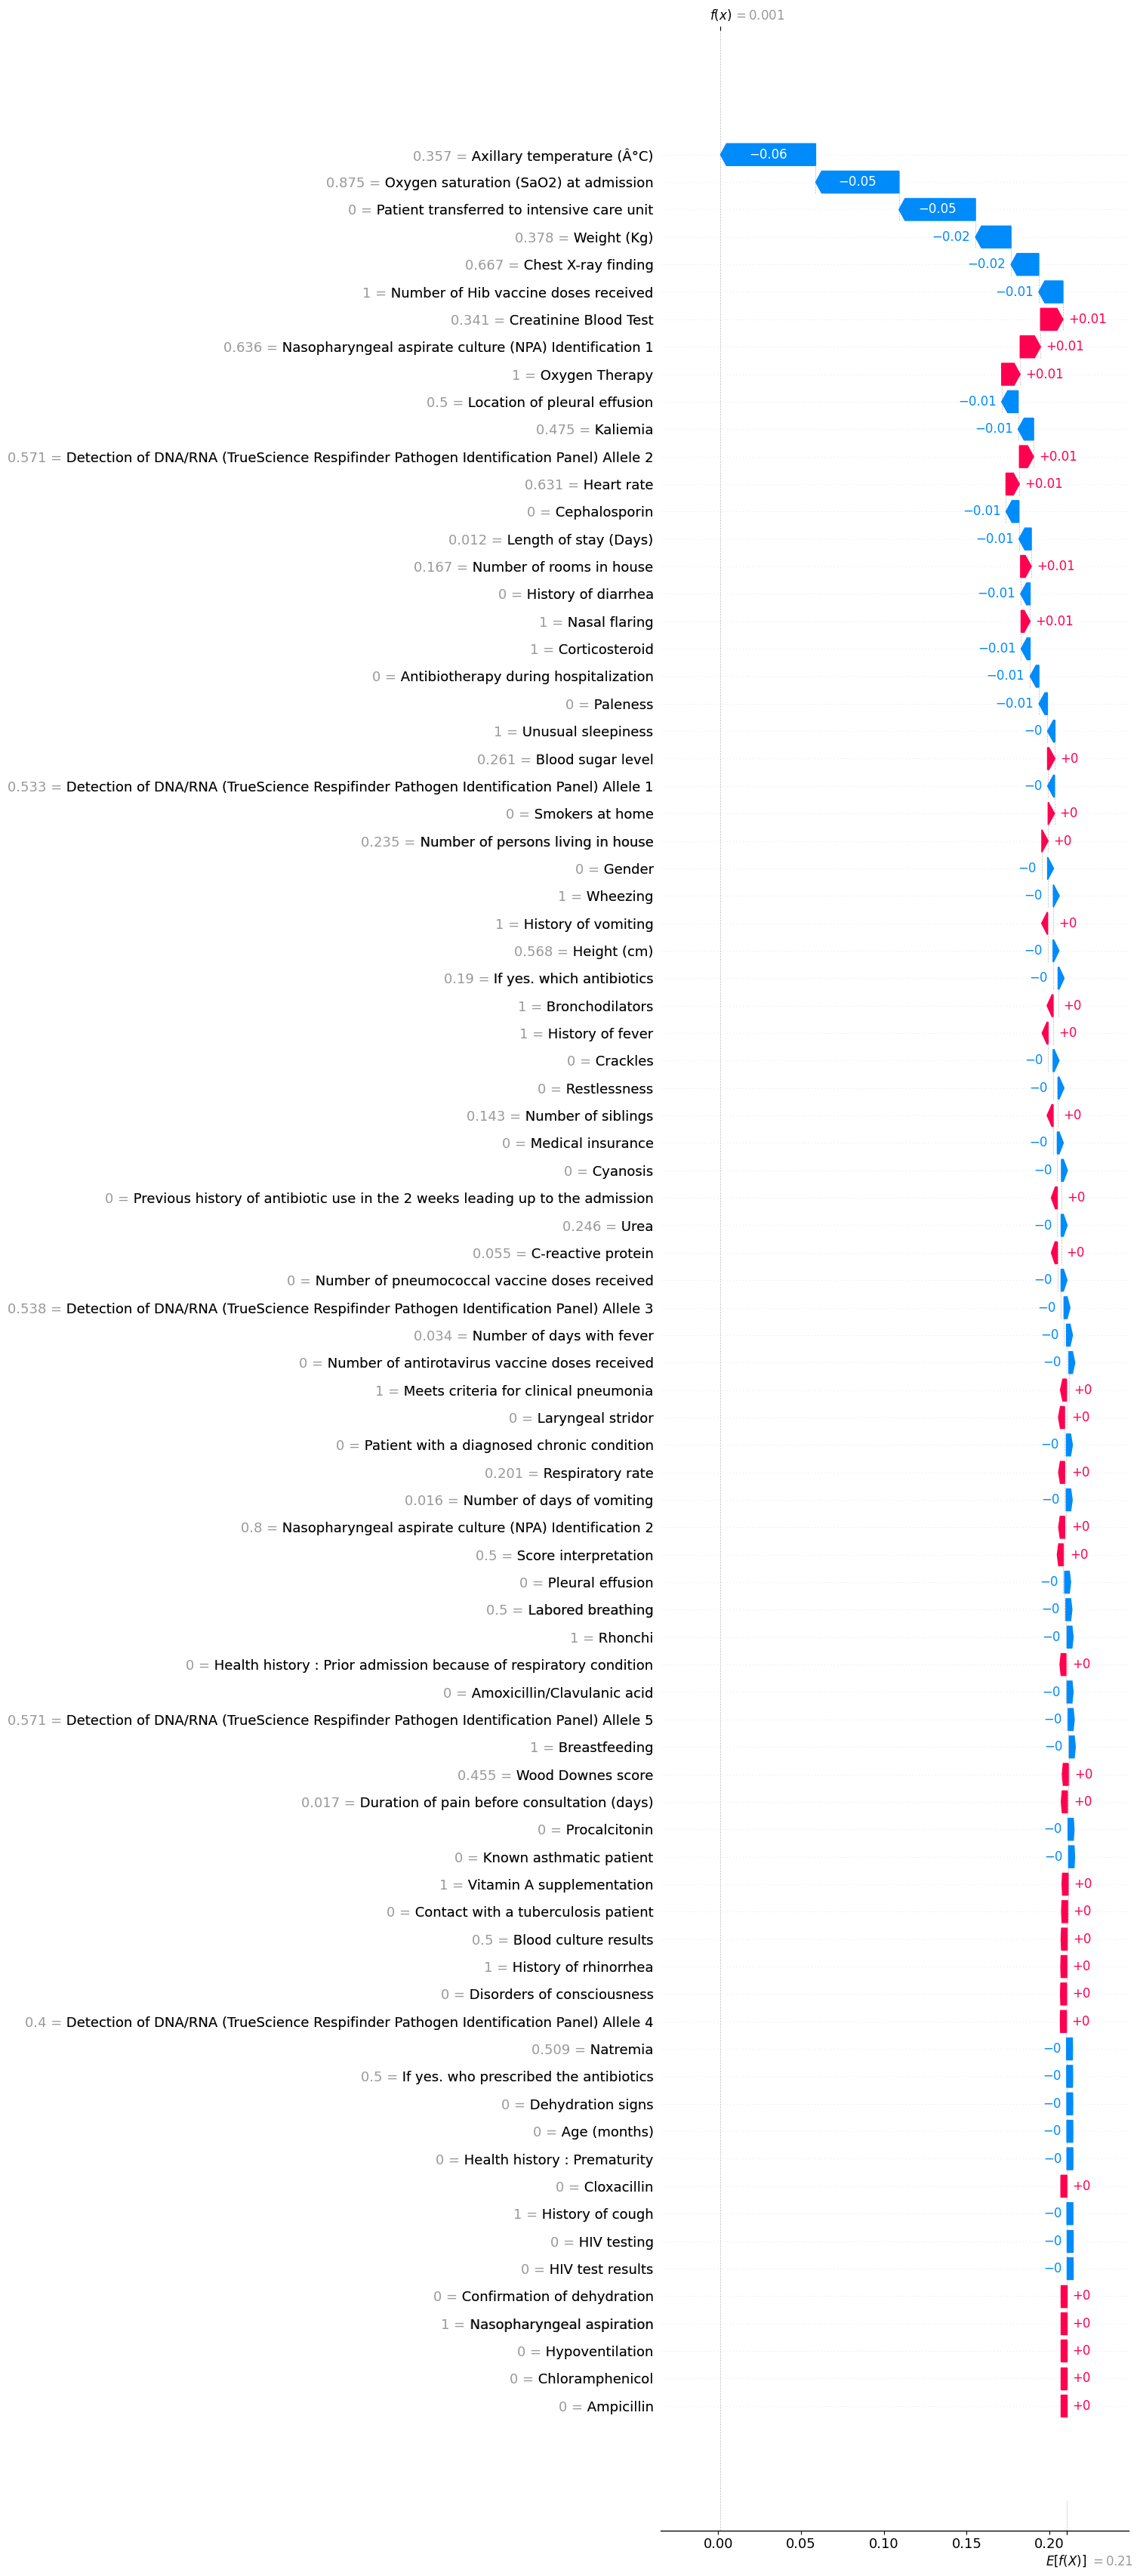 f(x) = 0.001
0.357 = Axillary temperature (Â°C) −0.06
0.875 = Oxygen saturation (SaO2) at admission −0.05
0 = Patient transferred to intensive care unit −0.05
0.378 = Weight (Kg) −0.02
0.667 = Chest X-ray finding −0.02
1 = Number of Hib vaccine doses received −0.01
0.341 = Creatinine Blood Test +0.01
0.636 = Nasopharyngeal aspirate culture (NPA) Identification 1 +0.01
1 = Oxygen Therapy +0.01
0.5 = Location of pleural effusion −0.01
0.475 = Kaliemia −0.01
0.571 = Detection of DNA/RNA (TrueScience Respifinder Pathogen Identification Panel) Allele 2 +0.01
0.631 = Heart rate +0.01
0 = Cephalosporin −0.01
0.012 = Length of stay (Days) −0.01
0.167 = Number of rooms in house +0.01
0 = History of diarrhea −0.01
1 = Nasal flaring +0.01
1 = Corticosteroid −0.01
0 = Antibiotherapy during hospitalization −0.01
0 = Paleness −0.01
1 = Unusual sleepiness −0
0.261 = Blood sugar level +0
0.533 = Detection of DNA/RNA (TrueScience Respifinder Pathogen Identification Panel) Allele 1 −0
0 = Smokers at home +0
0.235 = Number of persons living in house +0
0 = Gender −0
1 = Wheezing −0
1 = History of vomiting +0
0.568 = Height (cm) −0
0.19 = If yes. which antibiotics −0
1 = Bronchodilators +0
1 = History of fever +0
0 = Crackles −0
0 = Restlessness −0
0.143 = Number of siblings +0
0 = Medical insurance −0
0 = Cyanosis −0
0 = Previous history of antibiotic use in the 2 weeks leading up to the admission +0
0.246 = Urea −0
0.055 = C-reactive protein +0
0 = Number of pneumococcal vaccine doses received −0
0.538 = Detection of DNA/RNA (TrueScience Respifinder Pathogen Identification Panel) Allele 3 −0
0.034 = Number of days with fever −0
0 = Number of antirotavirus vaccine doses received −0
1 = Meets criteria for clinical pneumonia +0
0 = Laryngeal stridor +0
0 = Patient with a diagnosed chronic condition −0
0.201 = Respiratory rate +0
0.016 = Number of days of vomiting −0
0.8 = Nasopharyngeal aspirate culture (NPA) Identification 2 +0
0.5 = Score interpretation +0
0 = Pleural effusion −0
0.5 = Labored breathing −0
1 = Rhonchi −0
0 = Health history : Prior admission because of respiratory condition +0
0 = Amoxicillin/Clavulanic acid −0
0.571 = Detection of DNA/RNA (TrueScience Respifinder Pathogen Identification Panel) Allele 5 −0
1 = Breastfeeding −0
0.455 = Wood Downes score +0
0.017 = Duration of pain before consultation (days) +0
0 = Procalcitonin −0
0 = Known asthmatic patient −0
1 = Vitamin A supplementation +0
0 = Contact with a tuberculosis patient +0
0.5 = Blood culture results +0
1 = History of rhinorrhea +0
0 = Disorders of consciousness +0
0.4 = Detection of DNA/RNA (TrueScience Respifinder Pathogen Identification Panel) Allele 4 +0
0.509 = Natremia −0
0.5 = If yes. who prescribed the antibiotics −0
0 = Dehydration signs −0
0 = Age (months) −0
0 = Health history : Prematurity −0
0 = Cloxacillin +0
1 = History of cough −0
0 = HIV testing −0
0 = HIV test results −0
0 = Confirmation of dehydration +0
1 = Nasopharyngeal aspiration +0
0 = Hypoventilation +0
0 = Chloramphenicol +0
0 = Ampicillin +0
0.00 0.05 0.10 0.15 0.20
E[f(X)] = 0.21